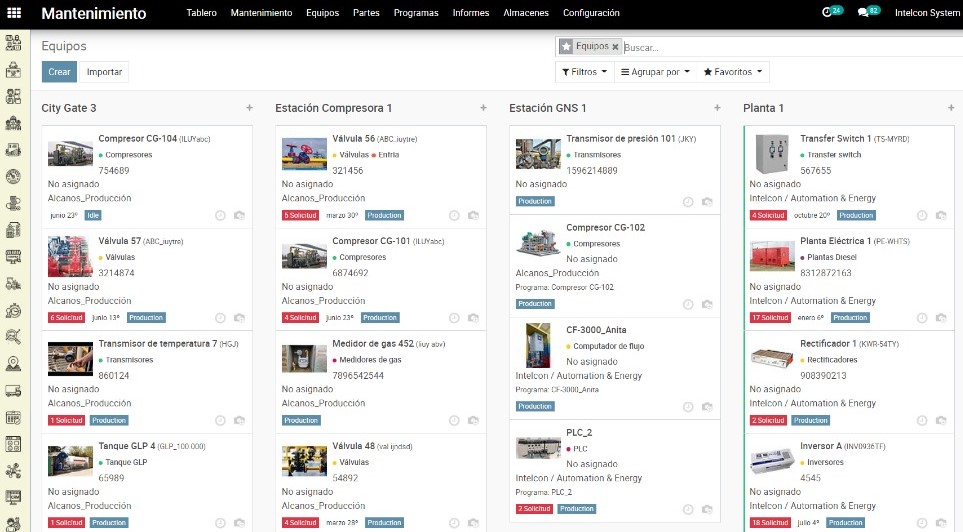 Mantenimiento Tablero Mantenimiento Equipos Partes Programas Informes Almacenes Configuración 24 62 Intelcon System
Equipos
Equipos × Buscar...
Crear Importar
Filtros Agrupar por Favoritos
City Gate 3 +
Compresor CG-104 (ILUYabc)
Compresores
754689
No asignado
Alcanos_Producción
junio 23º Idle
Válvula 57 (ABC_iuytre)
Válvulas
3214874
No asignado
Alcanos_Producción
6 Solicitud junio 13º Production
Transmisor de temperatura 7 (HGJ)
Transmisores
860124
No asignado
Alcanos_Producción
1 Solicitud Production
Tanque GLP 4 (GLP_100.000)
Tanque GLP
65989
No asignado
Alcanos_Producción
1 Solicitud Production
Estación Compresora 1 +
Válvula 56 (ABC_iuytre)
Válvulas Enfría
321456
No asignado
Alcanos_Producción
5 Solicitud marzo 30º Production
Compresor CG-101 (ILUYabc)
Compresores
6874692
No asignado
Alcanos_Producción
4 Solicitud junio 23º Production
Medidor de gas 452 (liuy abv)
Medidores de gas
7896542544
No asignado
Alcanos_Producción
Production
Válvula 48 (val ijndsd)
Válvulas
54892
No asignado
Alcanos_Producción
4 Solicitud marzo 28º Production
Estación GNS 1 +
Transmisor de presión 101 (JKY)
Transmisores
1596214889
No asignado
Production
Compresor CG-102
Compresores
No asignado
Alcanos_Producción
Programa: Compresor CG-102
Production
CF-3000_Anita
Computador de flujo
No asignado
Intelcon / Automation & Energy
Programa: CF-3000_Anita
Production
PLC_2
PLC
No asignado
Intelcon / Automation & Energy
Programa: PLC_2
2 Solicitud Production
Planta 1 +
Transfer Switch 1 (TS-MYRD)
Transfer switch
567655
No asignado
Intelcon / Automation & Energy
4 Solicitud octubre 20º Production
Planta Eléctrica 1 (PE-WHTS)
Plantas Diesel
8312872163
No asignado
Intelcon / Automation & Energy
17 Solicitud enero 6º Production
Rectificador 1 (KWR-54TY)
Rectificadores
908390213
No asignado
Intelcon / Automation & Energy
2 Solicitud Production
Inversor A (INV0936TF)
Inversores
4545
No asignado
Intelcon / Automation & Energy
18 Solicitud julio 4º Production